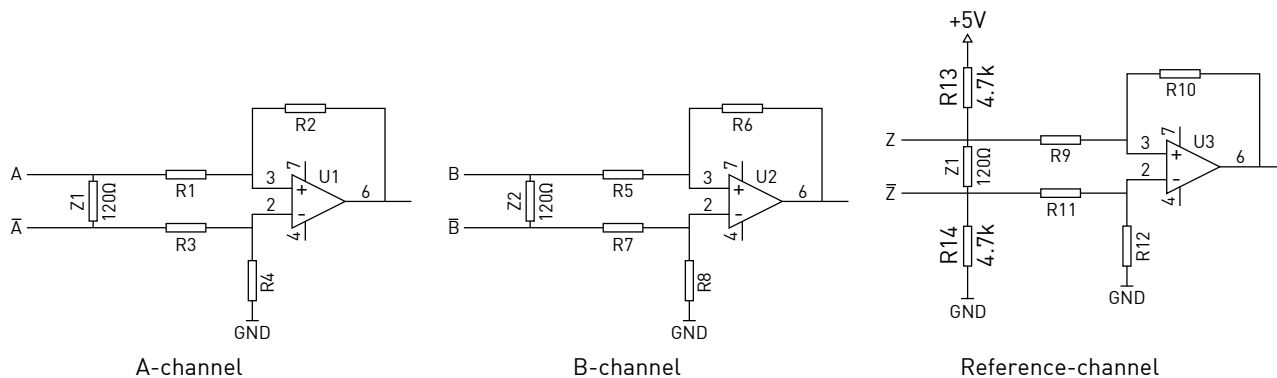 A
A̅
Z1
120Ω
R1
R3
R2
3
2
7
4
+
-
U1
6
R4
GND
A-channel
B
B̅
Z2
120Ω
R5
R7
R6
3
2
7
4
+
-
U2
6
R8
GND
B-channel
+5V
R13
4.7k
Z
Z̅
Z1
120Ω
R14
4.7k
GND
R9
R11
R10
3
2
7
4
+
-
U3
6
R12
GND
Reference-channel